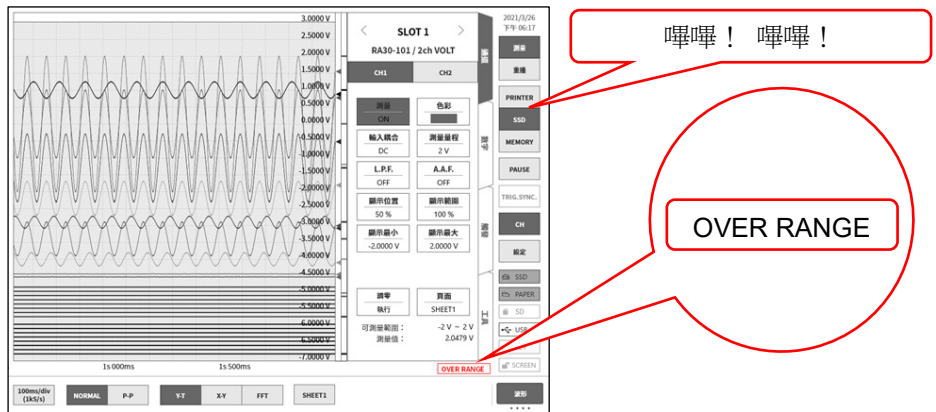 3.0000 V
2.5000 V
2.0000 V
1.5000 V
1.0000 V
0.5000 V
0.0000 V
-0.5000 V
-1.0000 V
-1.5000 V
-2.0000 V
-2.5000 V
-3.0000 V
-3.5000 V
-4.0000 V
-4.5000 V
-5.0000 V
-5.5000 V
-6.0000 V
-6.5000 V
-7.0000 V
1s000ms
1s500ms
SLOT 1
RA30-101 / 2ch VOLT
CH1
CH2
測量
ON
色彩
輸入耦合
DC
測量量程
2 V
L.P.F.
OFF
A.A.F.
OFF
顯示位置
50 %
顯示範圍
100 %
顯示最小
-2.0000 V
顯示最大
2.0000 V
調零
執行
頁面
SHEET1
可測量範圍：
-2 V ~ 2 V
測量值：
2.0479 V
OVER RANGE
數字
工具
2021/3/26
下午 06:17
測量
重播
PRINTER
SSD
MEMORY
PAUSE
TRIG.SYNC.
CH
設定
SSD
PAPER
SD
USB
SCREEN
100ms/div
(1kS/s)
NORMAL
P-P
Y-T
X-Y
FFT
SHEET1
波形
嗶嗶！ 嗶嗶！
OVER RANGE